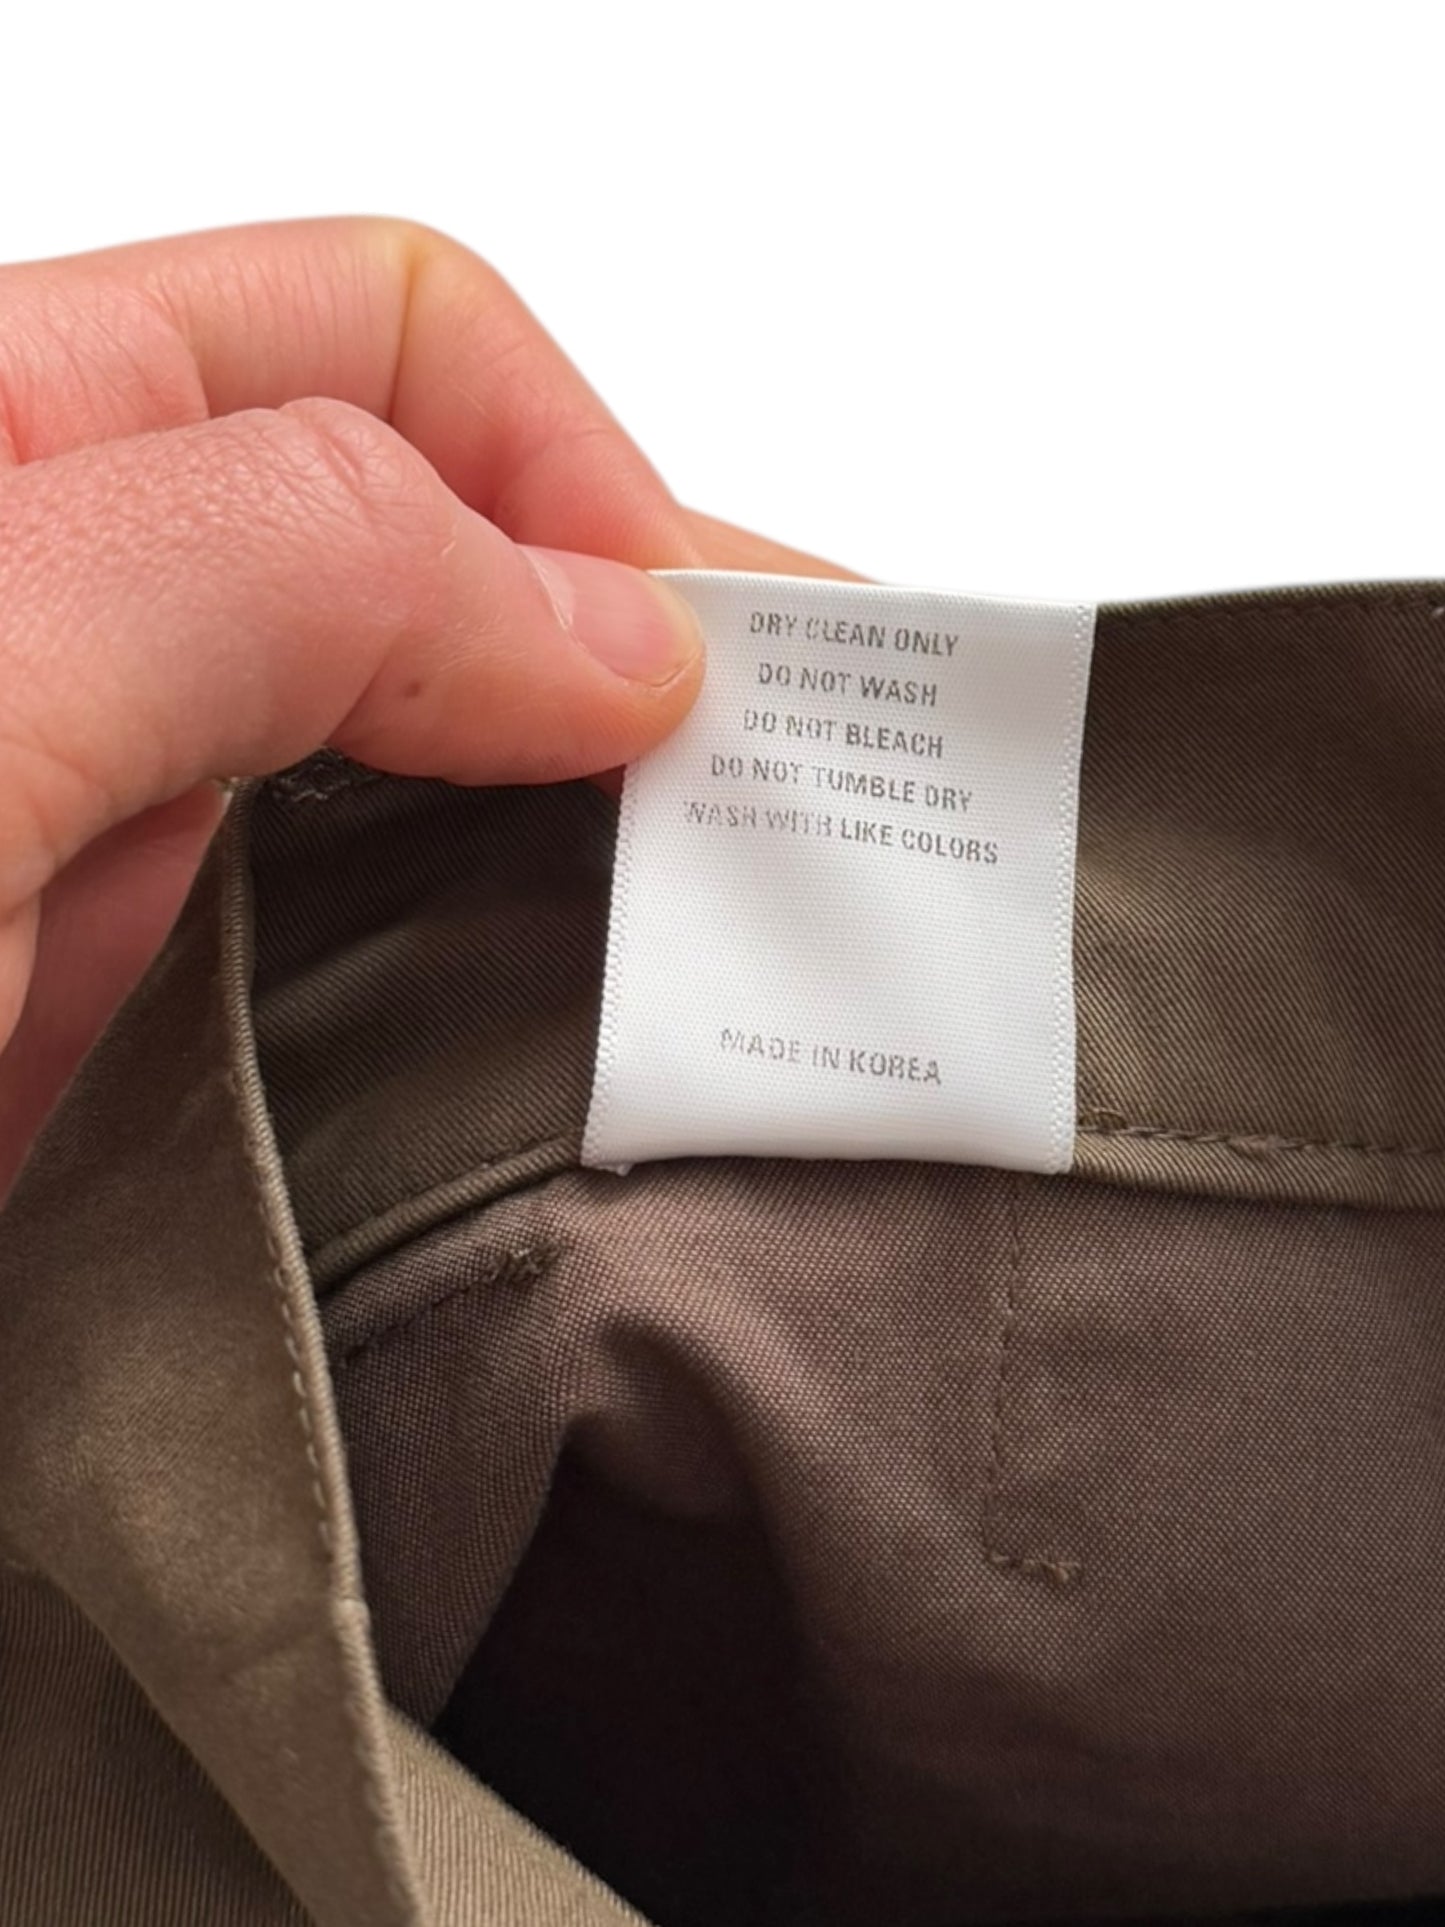 DRY CLEAN ONLY
DO NOT WASH
DO NOT BLEACH
DO NOT TUMBLE DRY
WASH WITH LIKE COLORS
MADE IN KOREA